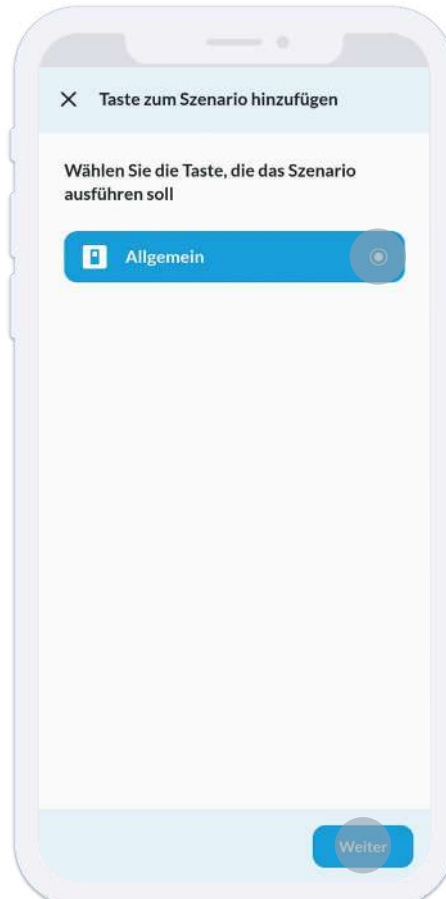 Taste zum Szenario hinzufügen
Wählen Sie die Taste, die das Szenario
ausführen soll
Allgemein
Weiter